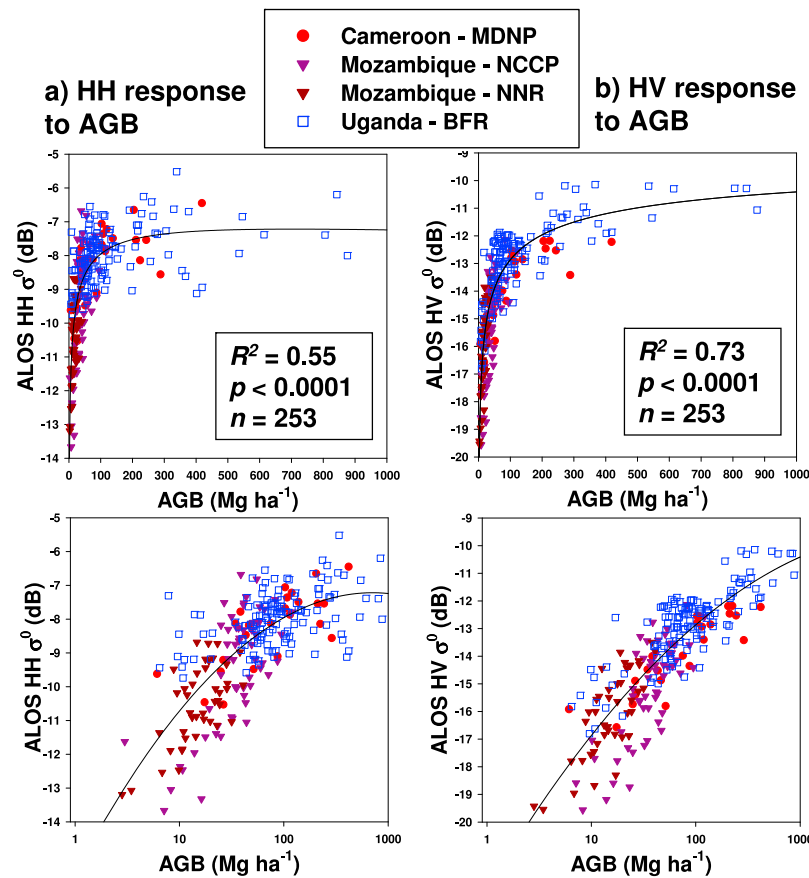 Cameroon - MDNP
Mozambique - NCCP
Mozambique - NNR
Uganda - BFR
a) HH response
to AGB
b) HV response
to AGB
-5
-6
-7
-8
-9
-10
-11
-12
-13
-14
ALOS HH σ⁰ (dB)
R² = 0.55
p < 0.0001
n = 253
0 100 200 300 400 500 600 700 800 900 1000
AGB (Mg ha⁻¹)
-9
-10
-11
-12
-13
-14
-15
-16
-17
-18
-19
-20
ALOS HV σ⁰ (dB)
R² = 0.73
p < 0.0001
n = 253
0 100 200 300 400 500 600 700 800 900 1000
AGB (Mg ha⁻¹)
-5
-6
-7
-8
-9
-10
-11
-12
-13
-14
ALOS HH σ⁰ (dB)
1 10 100 1000
AGB (Mg ha⁻¹)
-9
-10
-11
-12
-13
-14
-15
-16
-17
-18
-19
-20
ALOS HV σ⁰ (dB)
1 10 100 1000
AGB (Mg ha⁻¹)